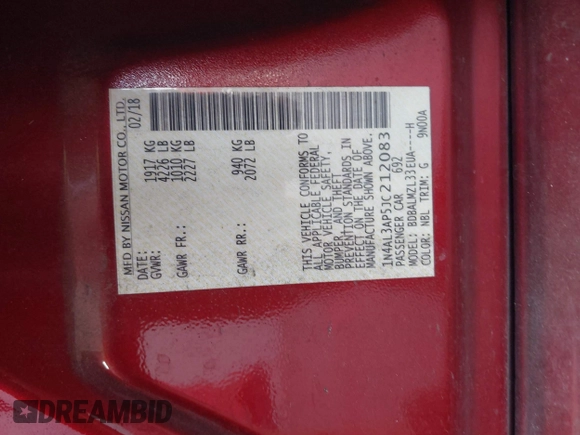 MFD BY NISSAN MOTOR CO., LTD.
DATE: 02/18
GVWR: 1917 KG
4226 LB
GAWR FR.: 1010 KG
2227 LB
GAWR RR.: 940 KG
2072 LB
THIS VEHICLE CONFORMS TO
ALL APPLICABLE FEDERAL
MOTOR VEHICLE SAFETY,
BUMPER, AND THEFT
PREVENTION STANDARDS IN
EFFECT ON THE DATE OF
MANUFACTURE SHOWN ABOVE.
1N4AL3AP5JC212083
PASSENGER CAR 692
MODEL: BDBALMZL33EUA----H
COLOR: NBL TRIM: G 9N00A
DREAMBID